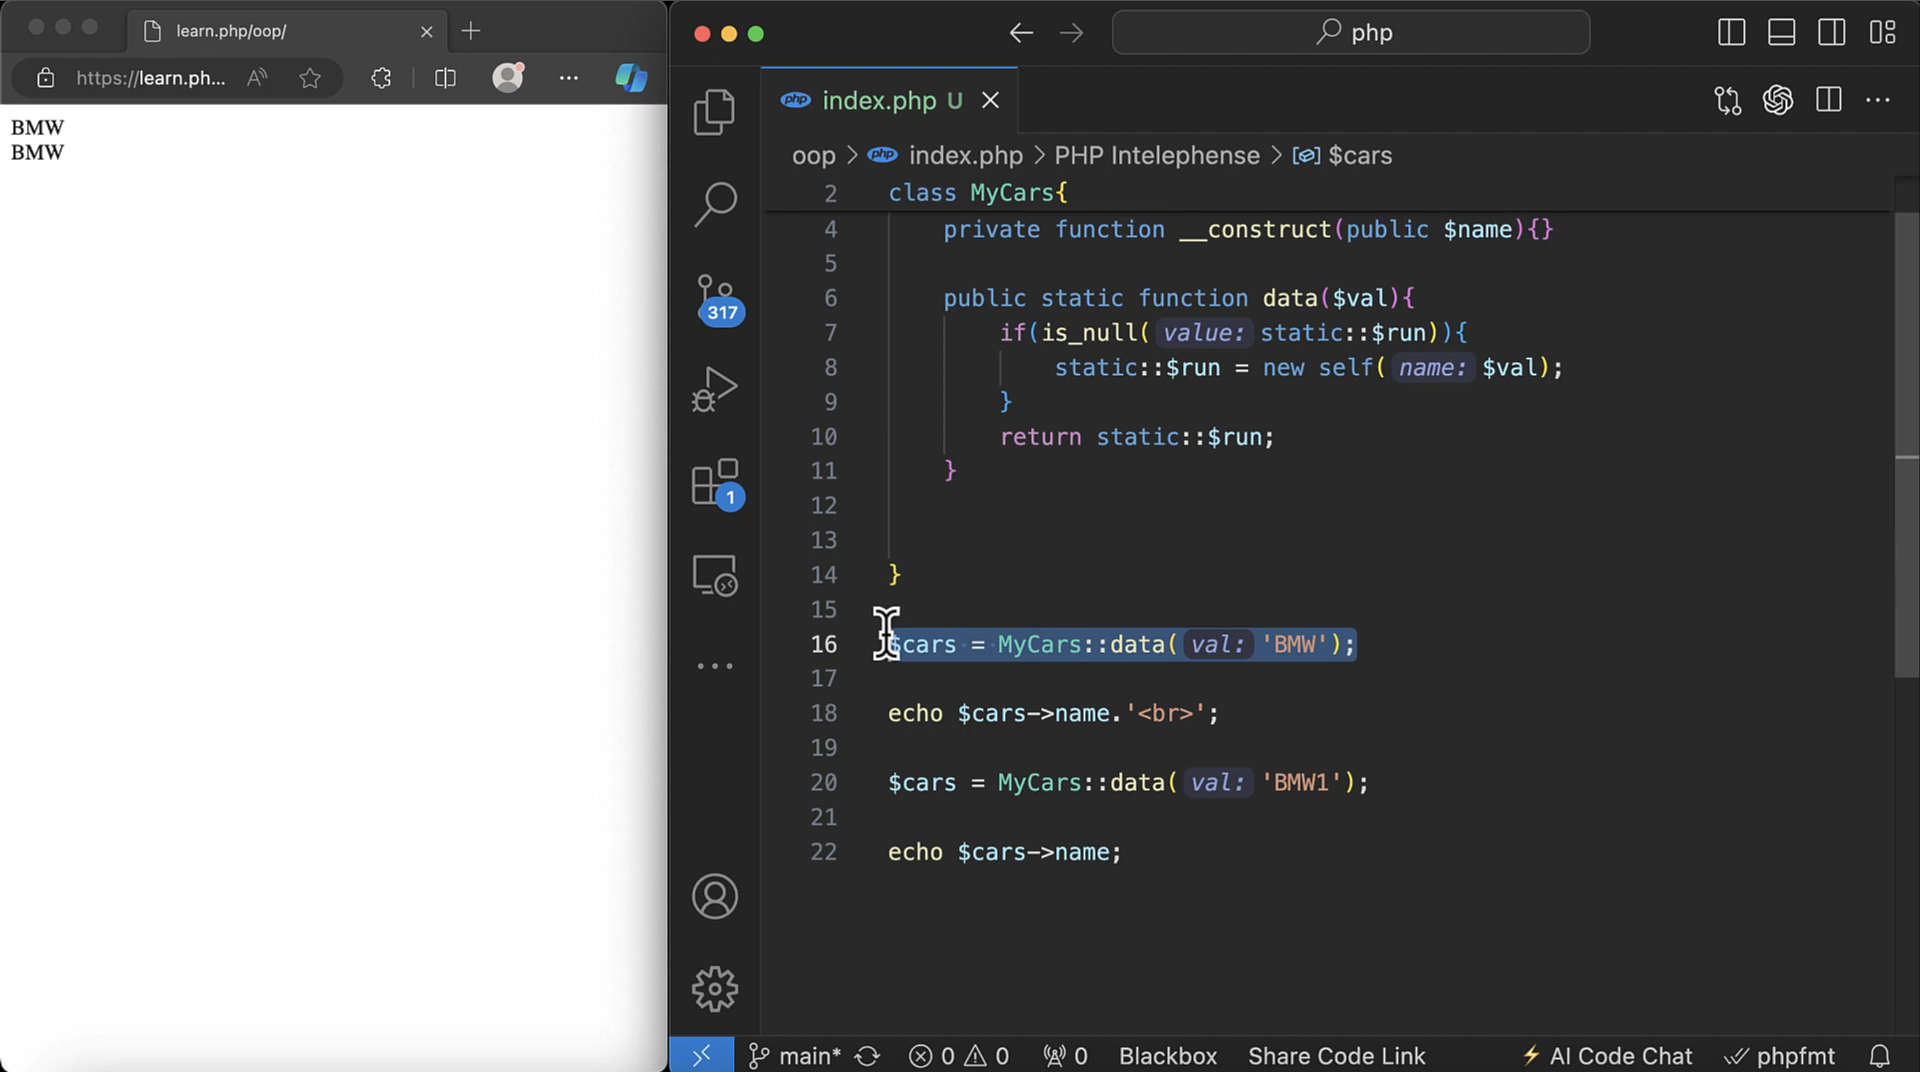 learn.php/oop/
https://learn.ph...
BMW
BMW
php
php index.php U
oop > php index.php > PHP Intelephense > $cars
2 class MyCars{
4 private function __construct(public $name){}
5
6 public static function data($val){
7 if(is_null( value: static::$run)){
8 static::$run = new self( name: $val);
9 }
10 return static::$run;
11 }
12
13
14 }
15
16 $cars = MyCars::data( val: 'BMW');
17
18 echo $cars->name.'<br>';
19
20 $cars = MyCars::data( val: 'BMW1');
21
22 echo $cars->name;
317
1
main* 0 0 0 Blackbox Share Code Link AI Code Chat phpfmt